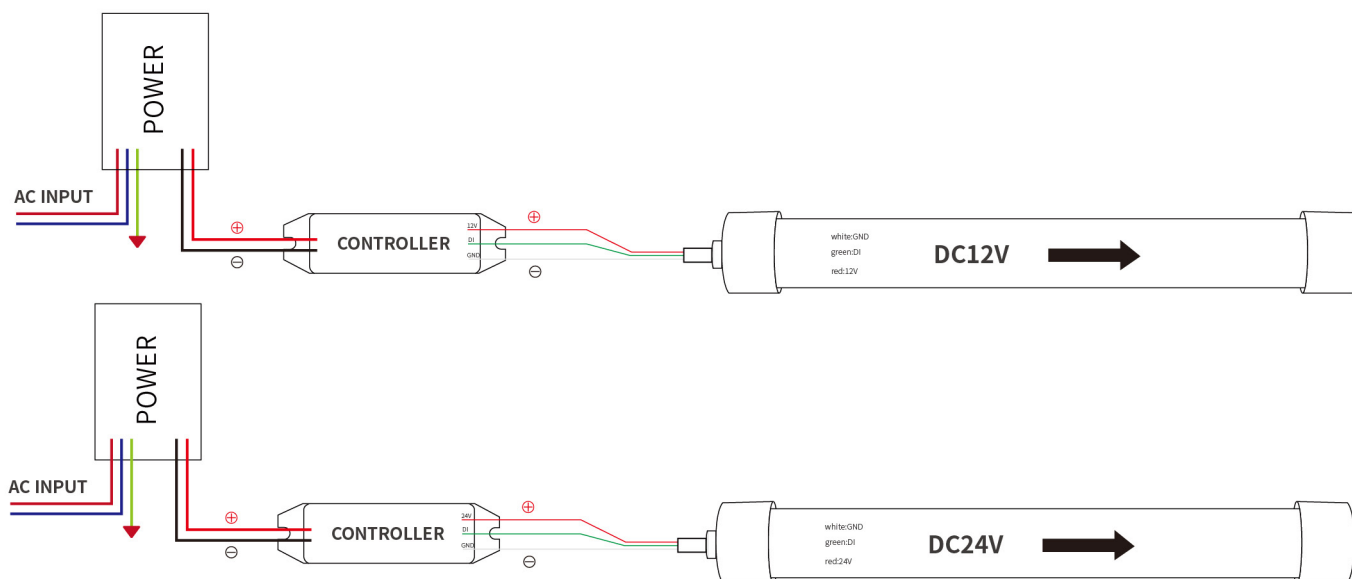 POWER
AC INPUT
CONTROLLER
12V
DI
GND
white:GND
green:DI
red:12V
DC12V
POWER
AC INPUT
CONTROLLER
24V
DI
GND
white:GND
green:DI
red:24V
DC24V